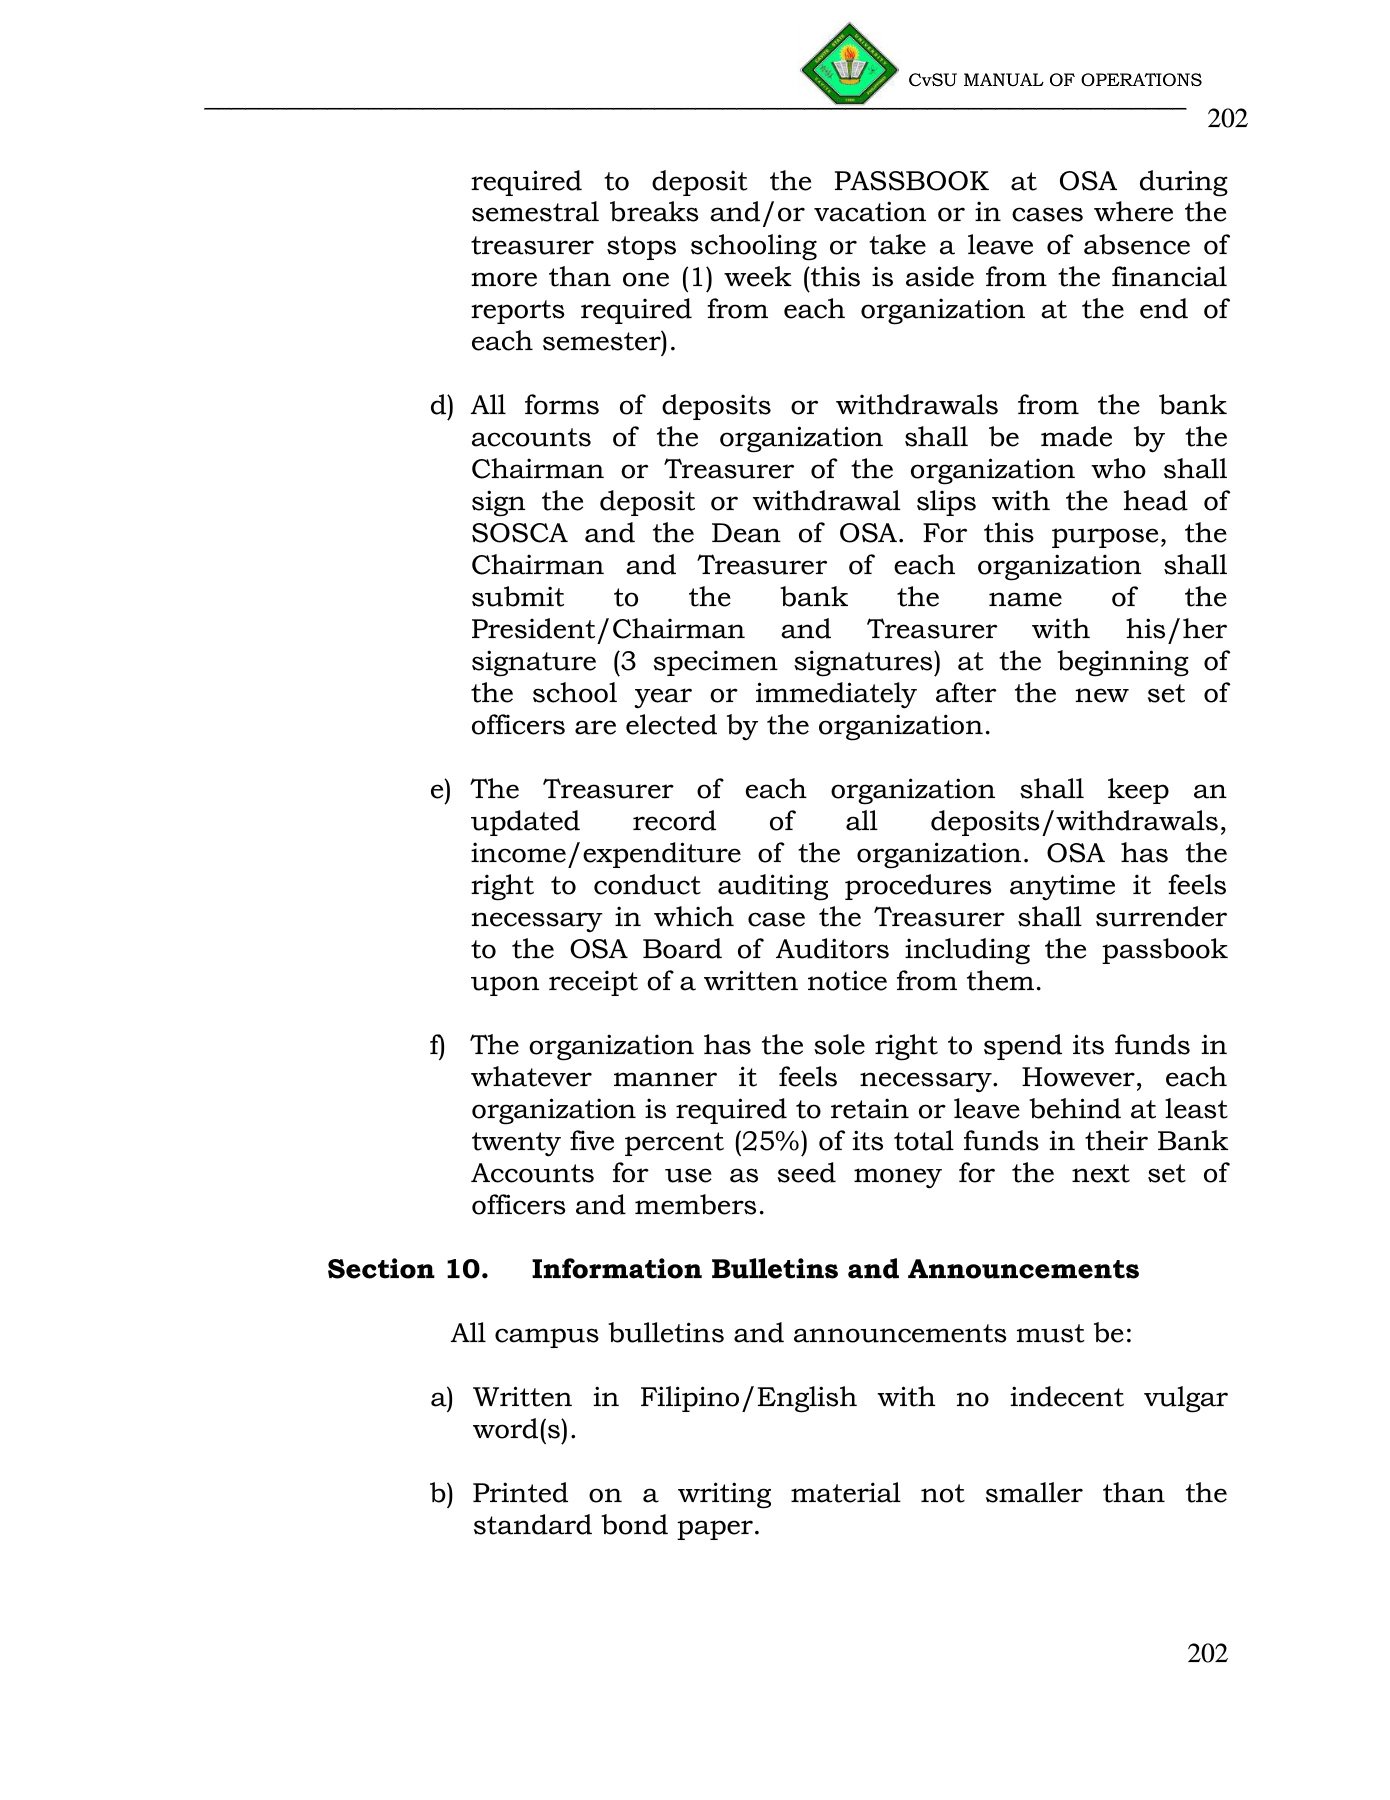 CvSU MANUAL OF OPERATIONS
202
required to deposit the PASSBOOK at OSA during
semestral breaks and/or vacation or in cases where the
treasurer stops schooling or take a leave of absence of
more than one (1) week (this is aside from the financial
reports required from each organization at the end of
each semester).
d) All forms of deposits or withdrawals from the bank
accounts of the organization shall be made by the
Chairman or Treasurer of the organization who shall
sign the deposit or withdrawal slips with the head of
SOSCA and the Dean of OSA. For this purpose, the
Chairman and Treasurer of each organization shall
submit to the bank the name of the
President/Chairman and Treasurer with his/her
signature (3 specimen signatures) at the beginning of
the school year or immediately after the new set of
officers are elected by the organization.
e) The Treasurer of each organization shall keep an
updated record of all deposits/withdrawals,
income/expenditure of the organization. OSA has the
right to conduct auditing procedures anytime it feels
necessary in which case the Treasurer shall surrender
to the OSA Board of Auditors including the passbook
upon receipt of a written notice from them.
f) The organization has the sole right to spend its funds in
whatever manner it feels necessary. However, each
organization is required to retain or leave behind at least
twenty five percent (25%) of its total funds in their Bank
Accounts for use as seed money for the next set of
officers and members.
Section 10. Information Bulletins and Announcements
All campus bulletins and announcements must be:
a) Written in Filipino/English with no indecent vulgar
word(s).
b) Printed on a writing material not smaller than the
standard bond paper.
202